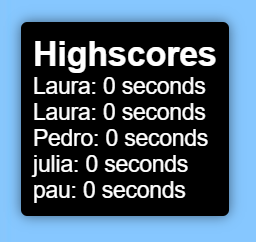 Highscores
Laura: 0 seconds
Laura: 0 seconds
Pedro: 0 seconds
julia: 0 seconds
pau: 0 seconds